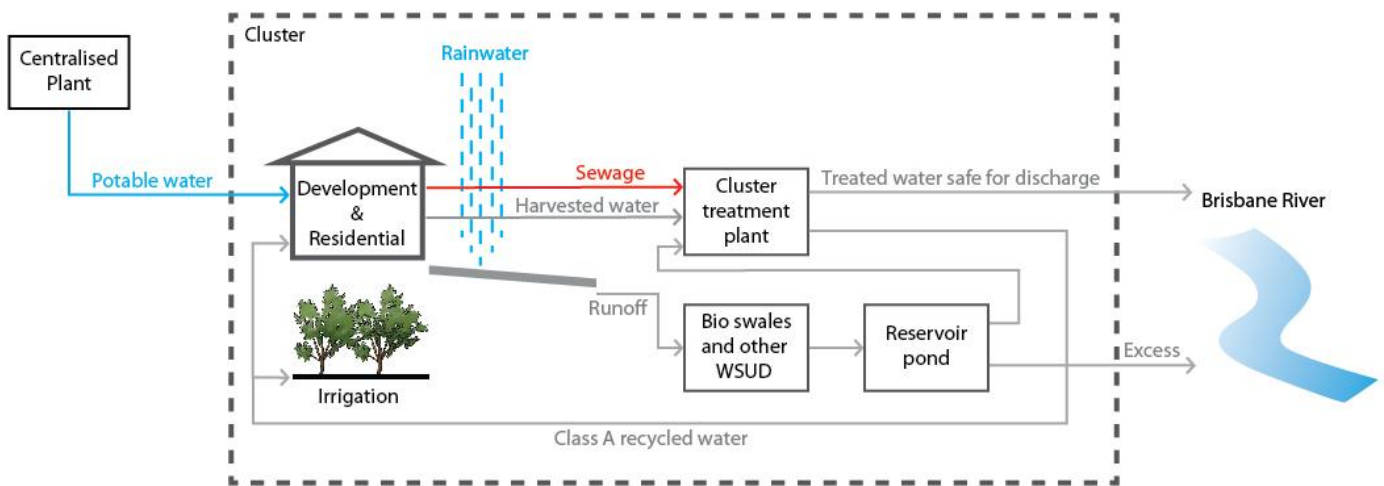 Cluster
Centralised
Plant
Rainwater
Potable water
Development
&
Residential
Sewage
Harvested water
Cluster
treatment
plant
Treated water safe for discharge
Brisbane River
Runoff
Bio swales
and other
WSUD
Reservoir
pond
Excess
Irrigation
Class A recycled water